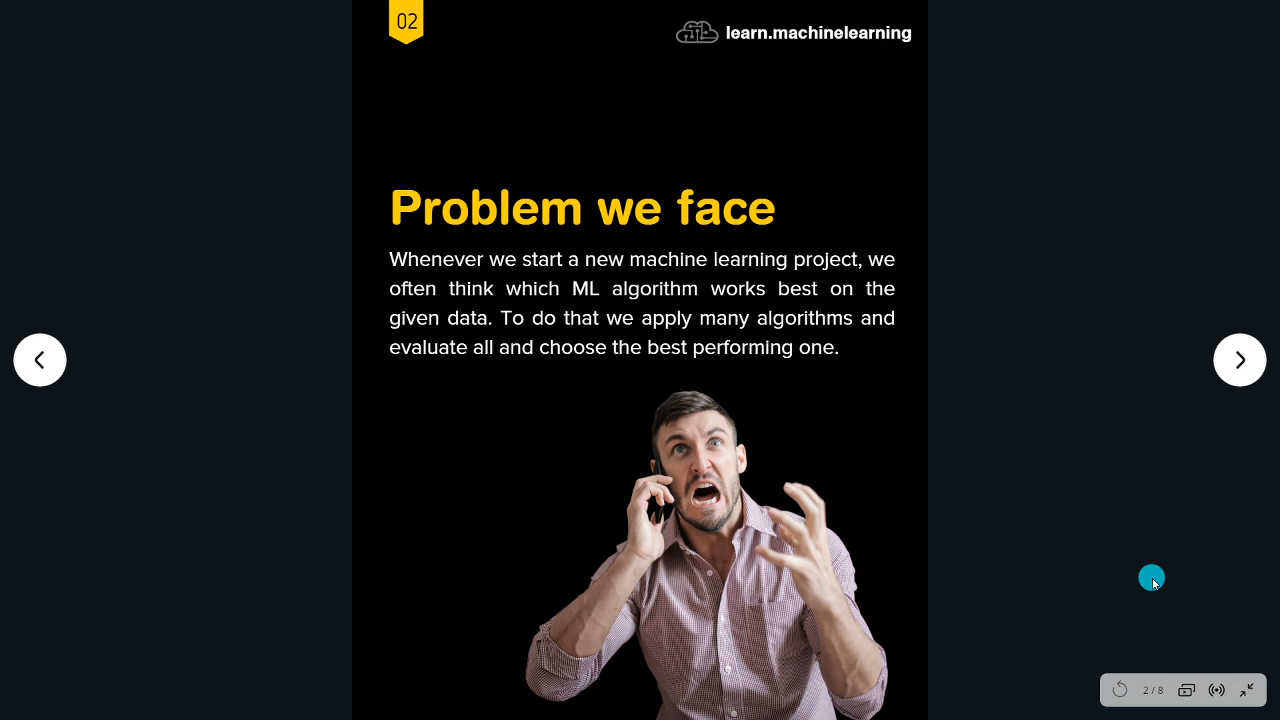 02
learn.machinelearning
Problem we face
Whenever we start a new machine learning project, we
often think which ML algorithm works best on the
given data. To do that we apply many algorithms and
evaluate all and choose the best performing one.
2 / 8